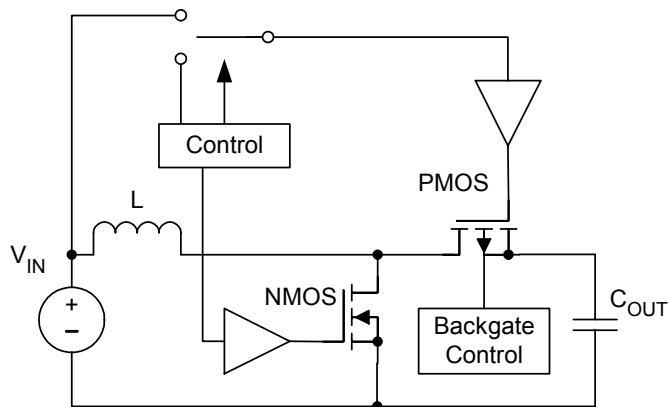 Control
PMOS
L
V_IN
NMOS
+
−
Backgate
Control
C_OUT